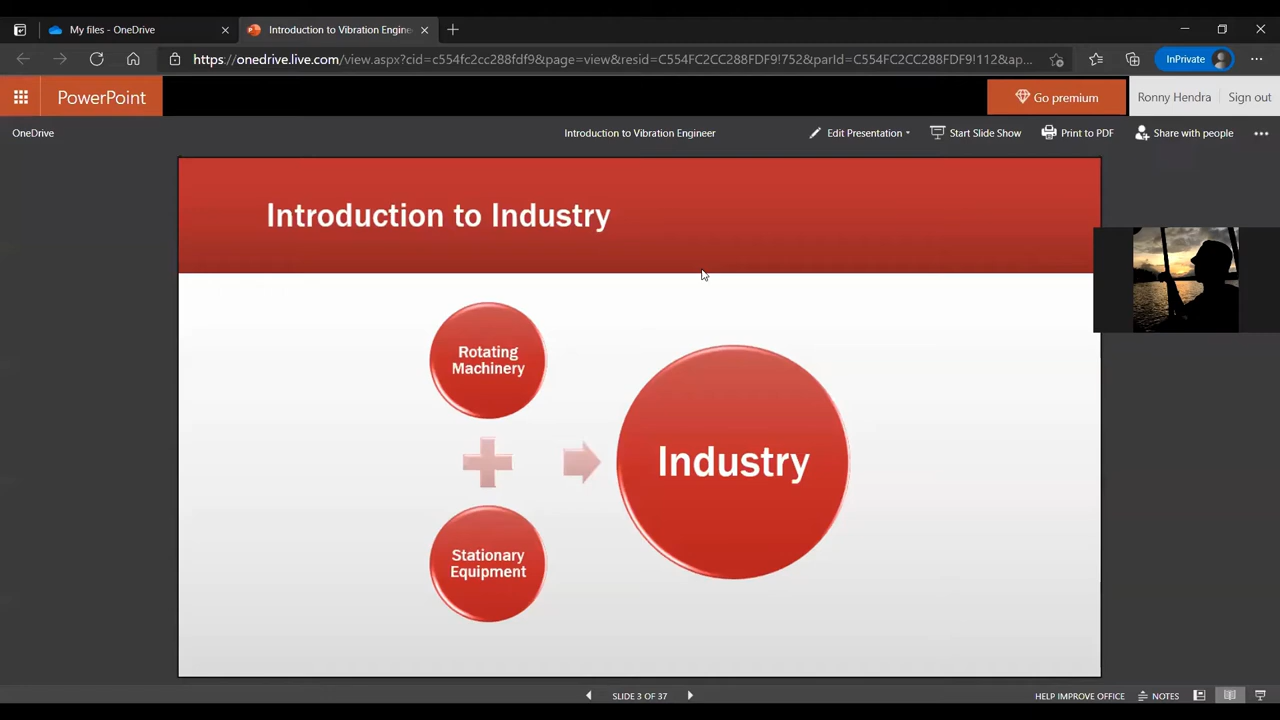 My files - OneDrive
Introduction to Vibration Engine
https://onedrive.live.com/view.aspx?cid=c554fc2cc288fdf9&page=view&resid=C554FC2CC288FDF9!752&parId=C554FC2CC288FDF9!112&ap...
InPrivate
PowerPoint
Go premium
Ronny Hendra
Sign out
OneDrive
Introduction to Vibration Engineer
Edit Presentation
Start Slide Show
Print to PDF
Share with people
Introduction to Industry
Rotating
Machinery
Industry
Stationary
Equipment
SLIDE 3 OF 37
HELP IMPROVE OFFICE
NOTES